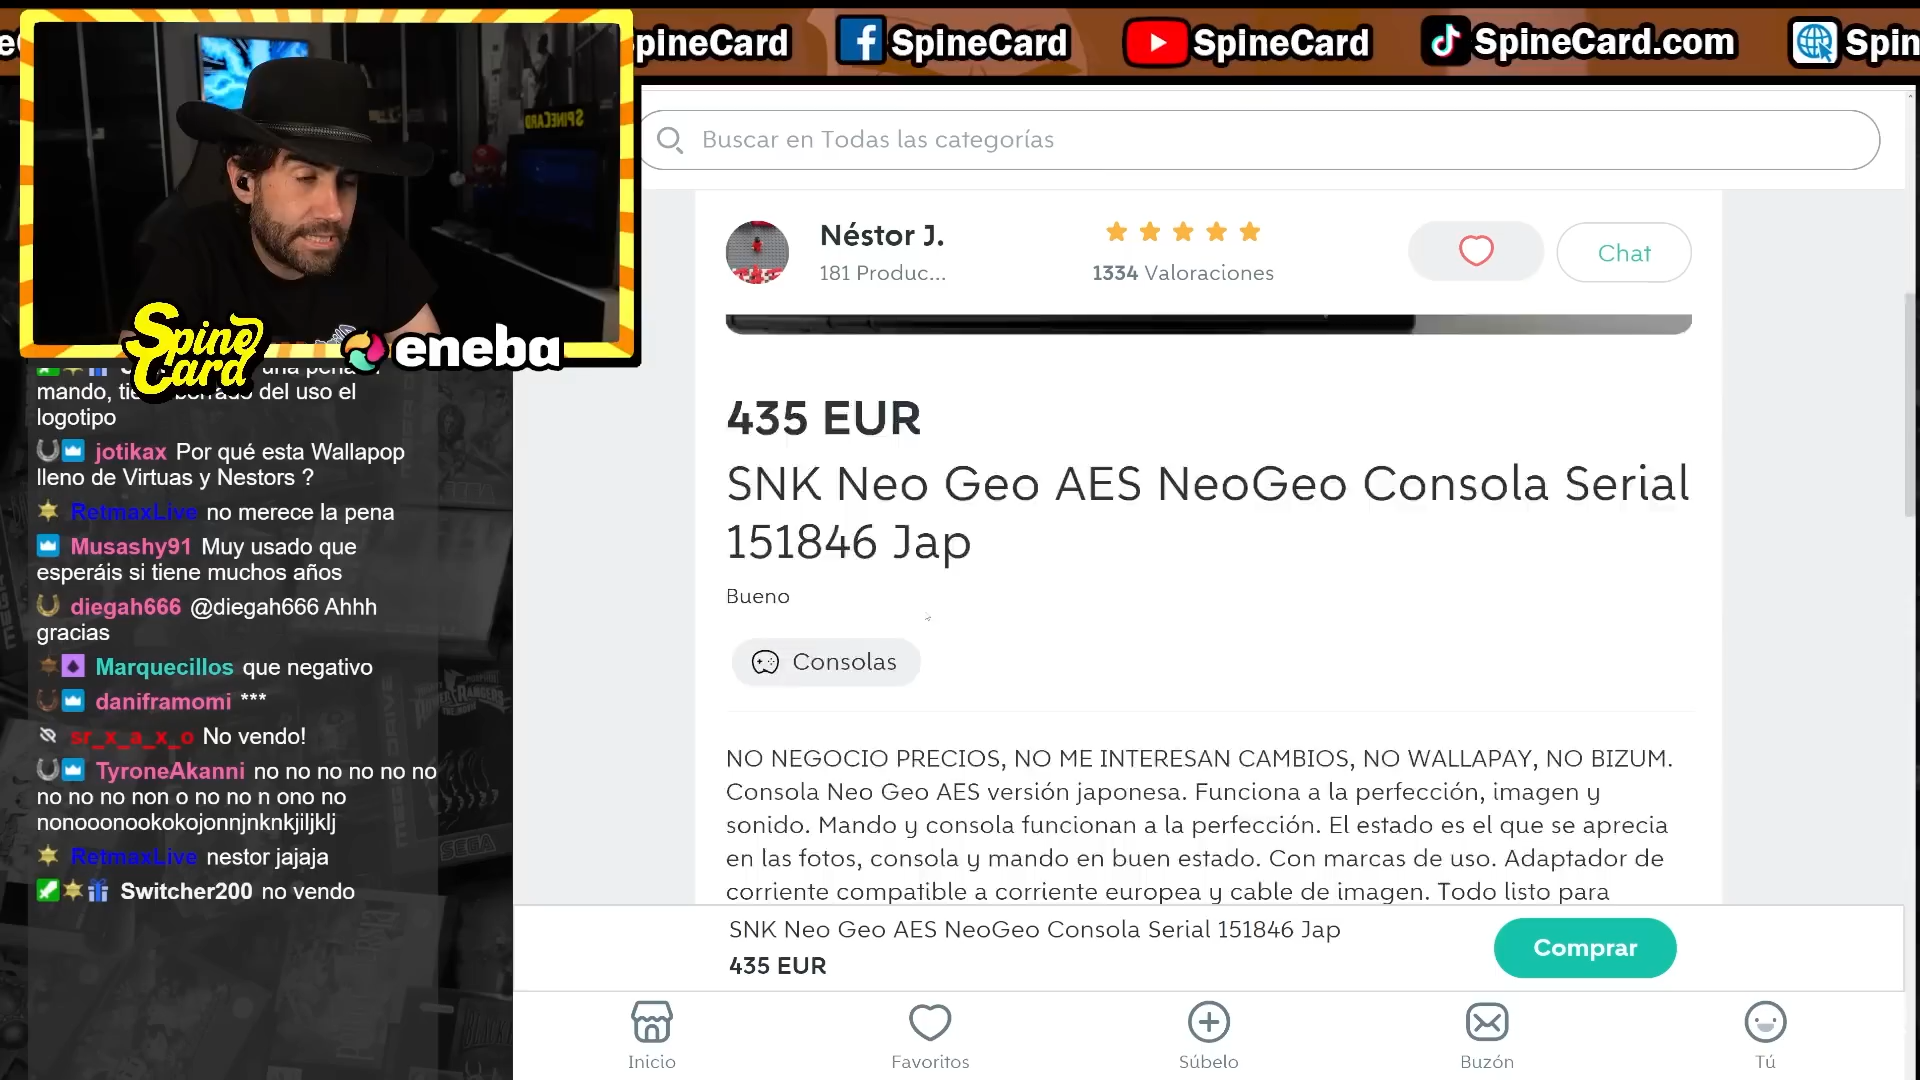 pineCard
SpineCard
SpineCard
SpineCard.com
Spin
SPINECARD
Spine
Card
eneba
Buscar en Todas las categorías
Néstor J.
181 Produc...
1334 Valoraciones
Chat
435 EUR
SNK Neo Geo AES NeoGeo Consola Serial
151846 Jap
Bueno
Consolas
NO NEGOCIO PRECIOS, NO ME INTERESAN CAMBIOS, NO WALLAPAY, NO BIZUM.
Consola Neo Geo AES versión japonesa. Funciona a la perfección, imagen y
sonido. Mando y consola funcionan a la perfección. El estado es el que se aprecia
en las fotos, consola y mando en buen estado. Con marcas de uso. Adaptador de
corriente compatible a corriente europea y cable de imagen. Todo listo para
SNK Neo Geo AES NeoGeo Consola Serial 151846 Jap
435 EUR
Comprar
Inicio
Favoritos
Súbelo
Buzón
Tú
una pena
mando, del uso el
logotipo
jotikax Por qué esta Wallapop
lleno de Virtuas y Nestors ?
RetmaxLive no merece la pena
Musashy91 Muy usado que
esperáis si tiene muchos años
diegah666 @diegah666 Ahhh
gracias
Marquecillos que negativo
daniframomi ***
sr_x_a_x_o No vendo!
TyroneAkanni no no no no no no
no no no non o no no n ono no
nonooonookokojonnjnknkjiljklj
RetmaxLive nestor jajaja
Switcher200 no vendo